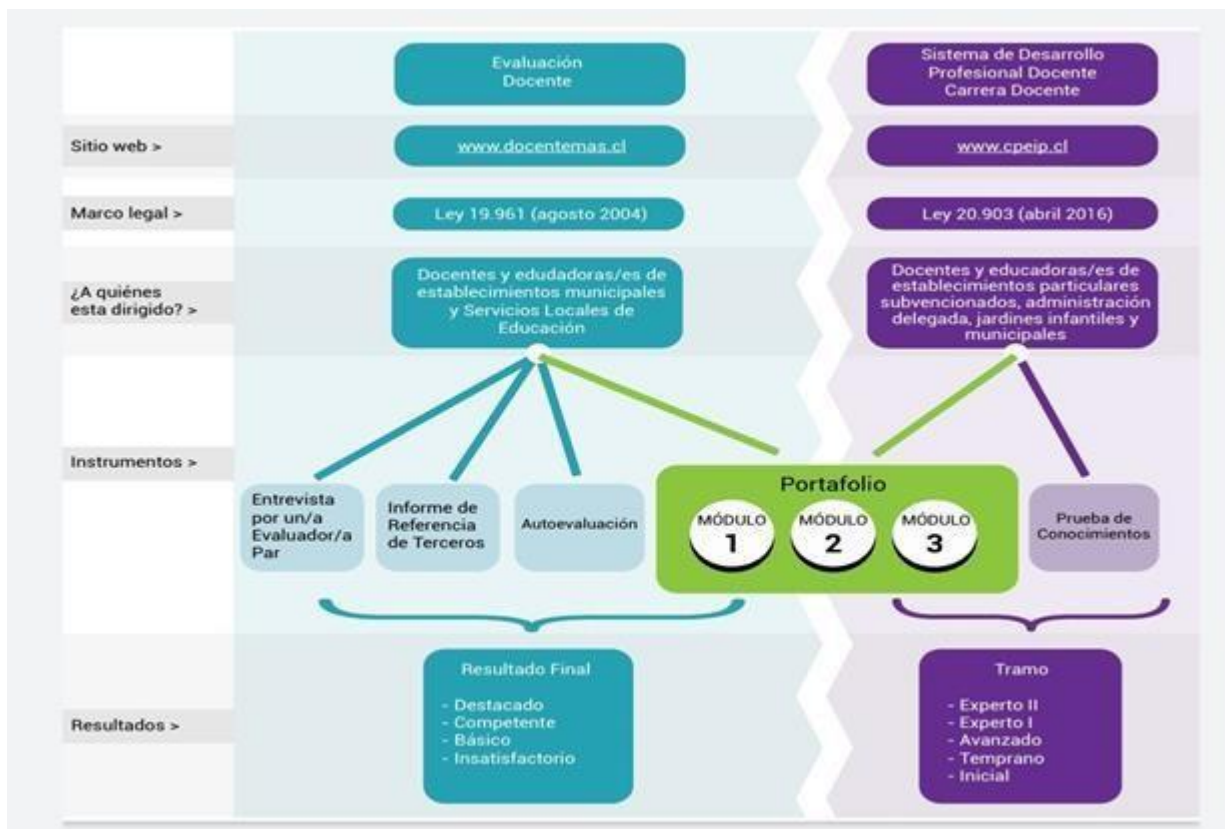 Evaluación
Docente
Sistema de Desarrollo
Profesional Docente
Carrera Docente
Sitio web >
www.docentemas.cl
www.cpeip.cl
Marco legal >
Ley 19.961 (agosto 2004)
Ley 20.903 (abril 2016)
¿A quiénes
esta dirigido? >
Docentes y edudadoras/es de
establecimientos municipales
y Servicios Locales de
Educación
Docentes y educadoras/es de
establecimientos particulares
subvencionados, administración
delegada, jardines infantiles y
municipales
Instrumentos >
Entrevista
por un/a
Evaluador/a
Par
Informe de
Referencia
de Terceros
Autoevaluación
Portafolio
MÓDULO
1
MÓDULO
2
MÓDULO
3
Prueba de
Conocimientos
Resultados >
Resultado Final
- Destacado
- Competente
- Básico
- Insatisfactorio
Tramo
- Experto II
- Experto I
- Avanzado
- Temprano
- Inicial